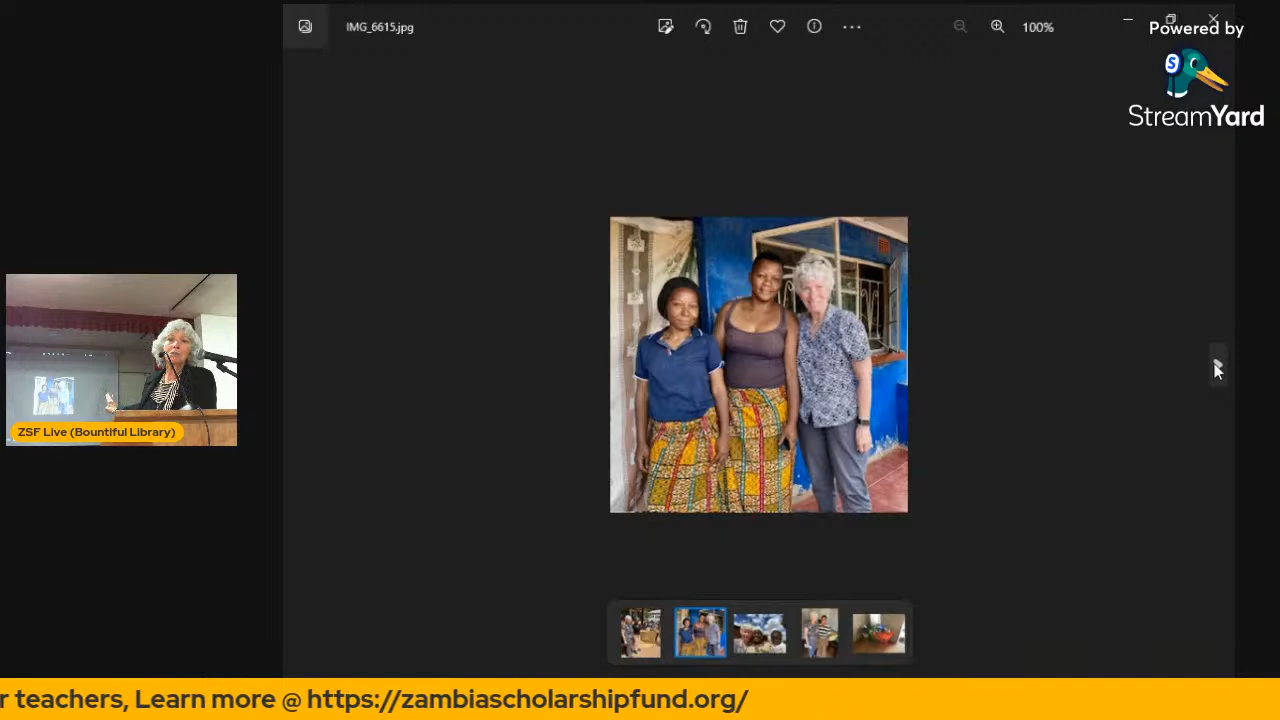 IMG_6615.jpg
100%
Powered by
StreamYard
ZSF Live (Bountiful Library)
r teachers, Learn more @ https://zambiascholarshipfund.org/